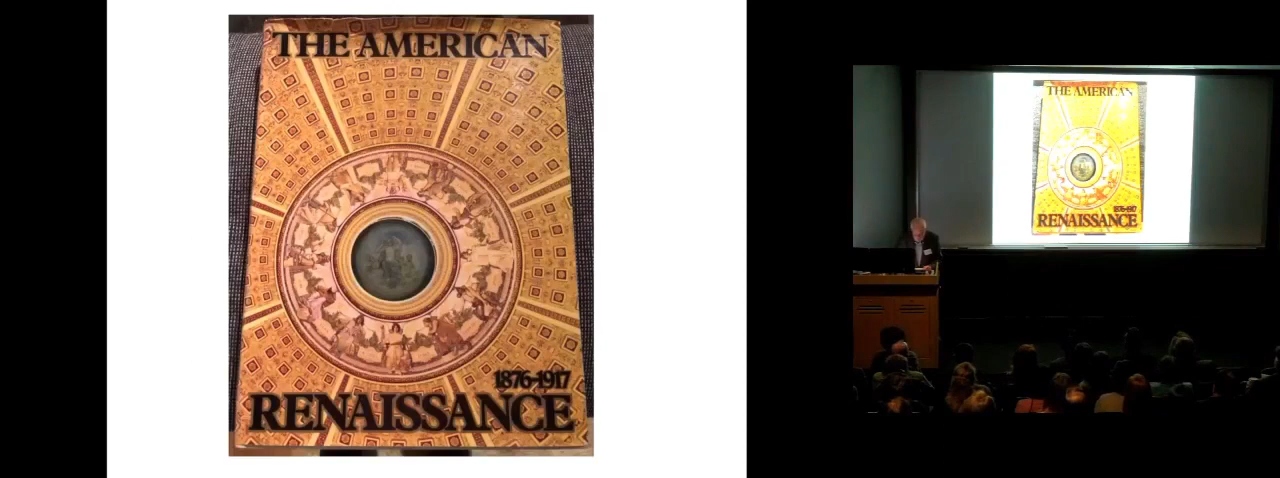 THE AMERICAN
1876-1917
RENAISSANCE
THE AMERICAN
1876-1917
RENAISSANCE